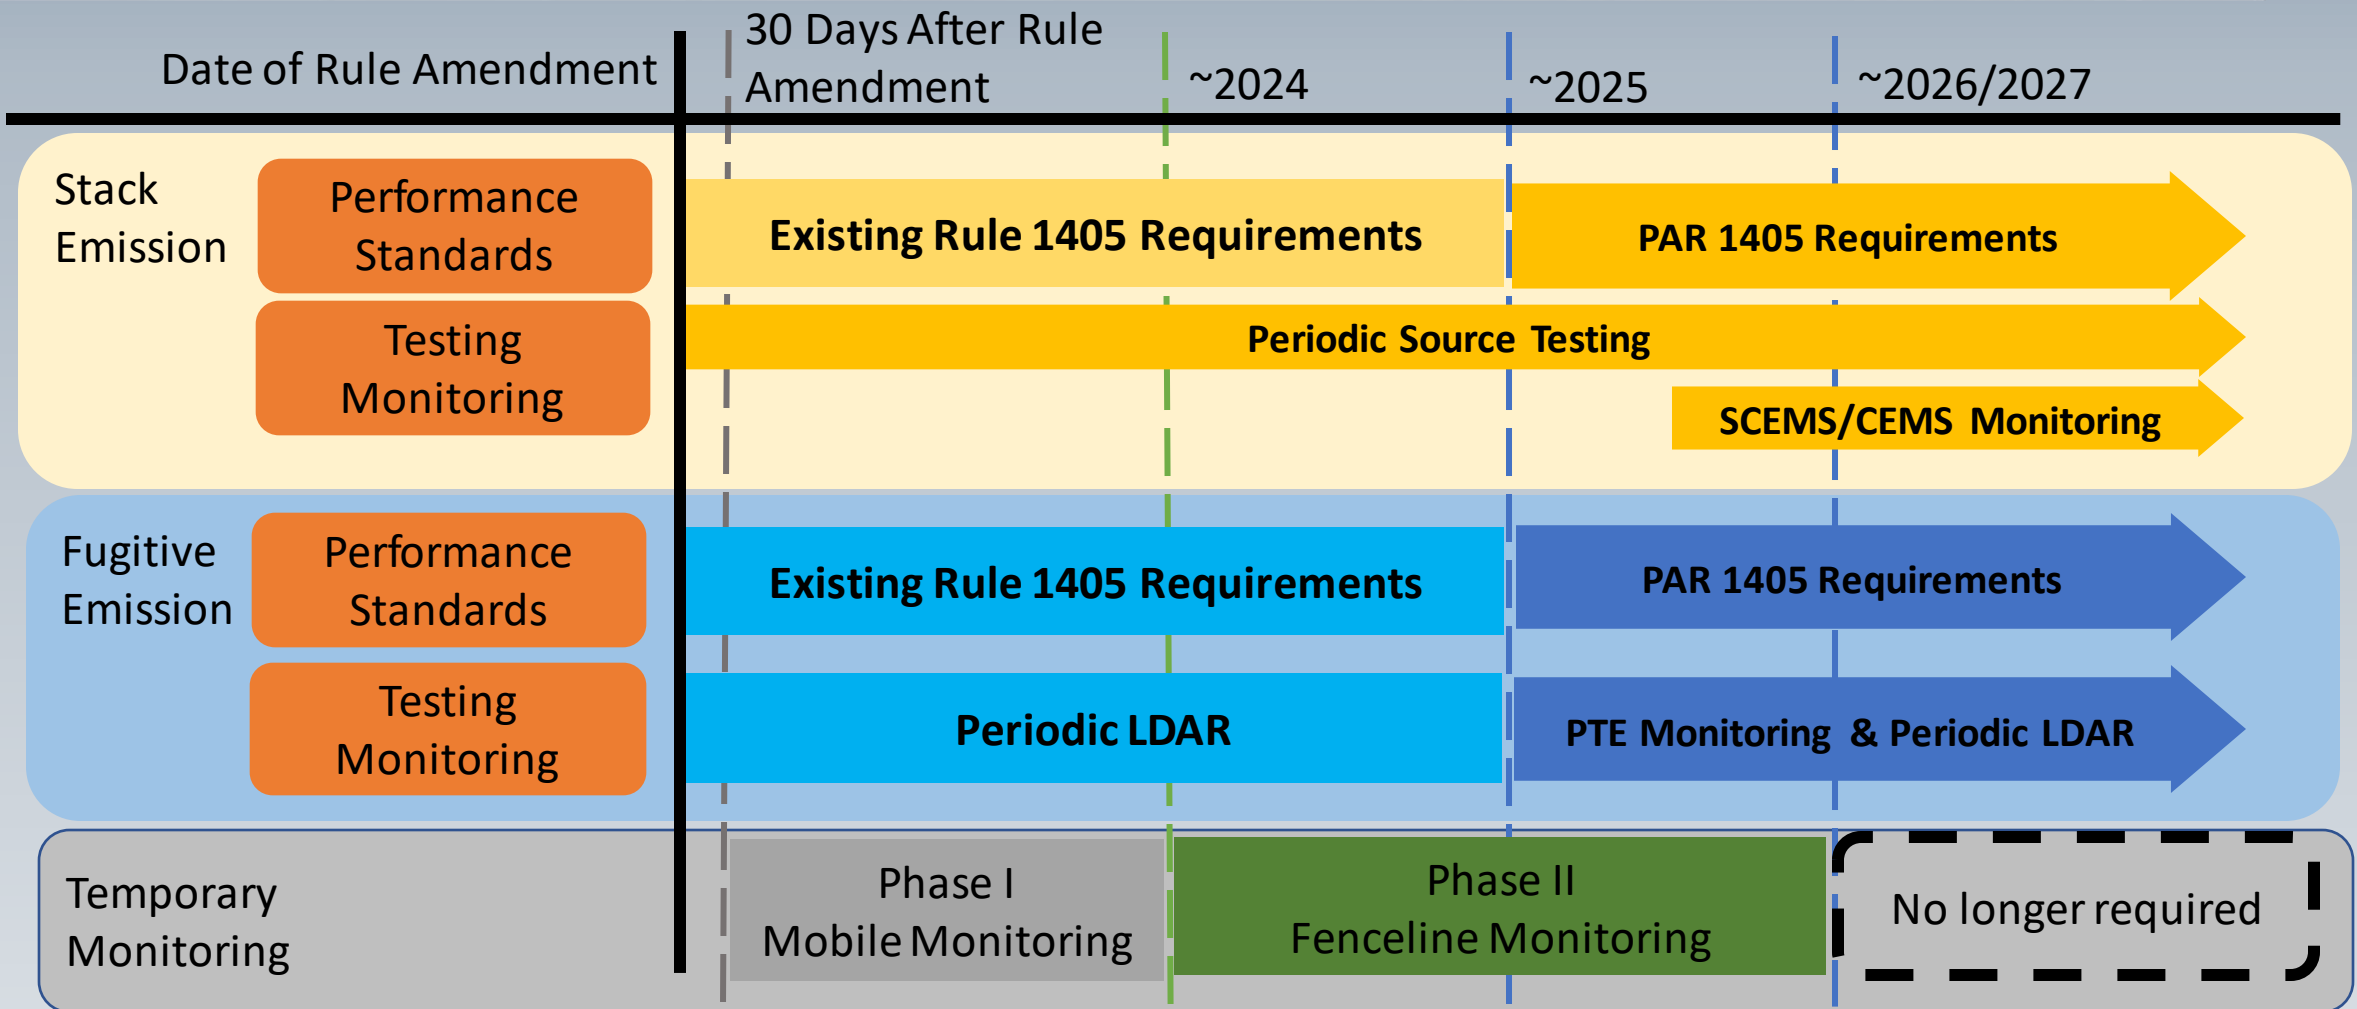 Date of Rule Amendment
30 Days After Rule
Amendment
~2024
~2025
~2026/2027
Stack
Emission
Performance
Standards
Existing Rule 1405 Requirements
PAR 1405 Requirements
Testing
Monitoring
Periodic Source Testing
SCEMS/CEMS Monitoring
Fugitive
Emission
Performance
Standards
Existing Rule 1405 Requirements
PAR 1405 Requirements
Testing
Monitoring
Periodic LDAR
PTE Monitoring & Periodic LDAR
Temporary
Monitoring
Phase I
Mobile Monitoring
Phase II
Fenceline Monitoring
No longer required